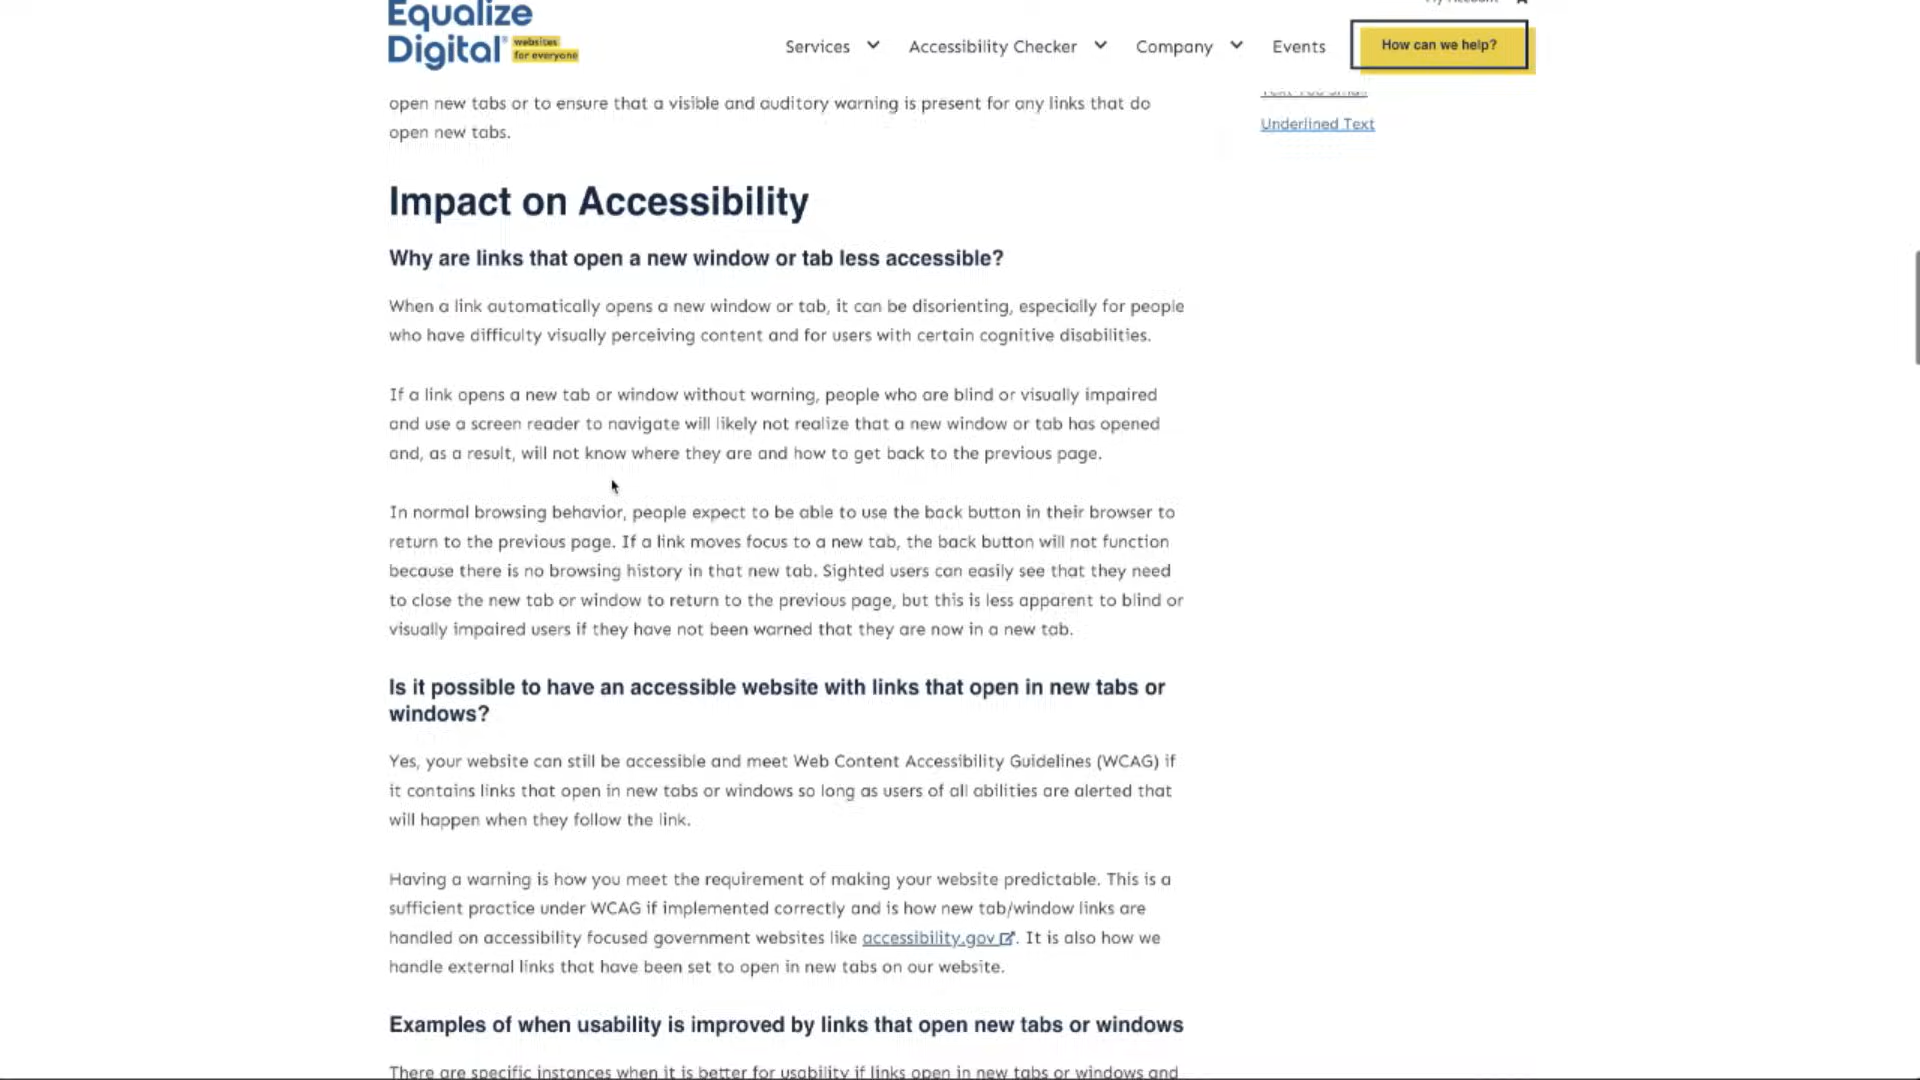 Equalize
Digital
websites
for everyone
Services
Accessibility Checker
Company
Events
How can we help?
Underlined Text
open new tabs or to ensure that a visible and auditory warning is present for any links that do
open new tabs.
Impact on Accessibility
Why are links that open a new window or tab less accessible?
When a link automatically opens a new window or tab, it can be disorienting, especially for people
who have difficulty visually perceiving content and for users with certain cognitive disabilities.
If a link opens a new tab or window without warning, people who are blind or visually impaired
and use a screen reader to navigate will likely not realize that a new window or tab has opened
and, as a result, will not know where they are and how to get back to the previous page.
In normal browsing behavior, people expect to be able to use the back button in their browser to
return to the previous page. If a link moves focus to a new tab, the back button will not function
because there is no browsing history in that new tab. Sighted users can easily see that they need
to close the new tab or window to return to the previous page, but this is less apparent to blind or
visually impaired users if they have not been warned that they are now in a new tab.
Is it possible to have an accessible website with links that open in new tabs or
windows?
Yes, your website can still be accessible and meet Web Content Accessibility Guidelines (WCAG) if
it contains links that open in new tabs or windows so long as users of all abilities are alerted that
will happen when they follow the link.
Having a warning is how you meet the requirement of making your website predictable. This is a
sufficient practice under WCAG if implemented correctly and is how new tab/window links are
handled on accessibility focused government websites like accessibility.gov. It is also how we
handle external links that have been set to open in new tabs on our website.
Examples of when usability is improved by links that open new tabs or windows
There are specific instances when it is better for usability if links open in new tabs or windows and